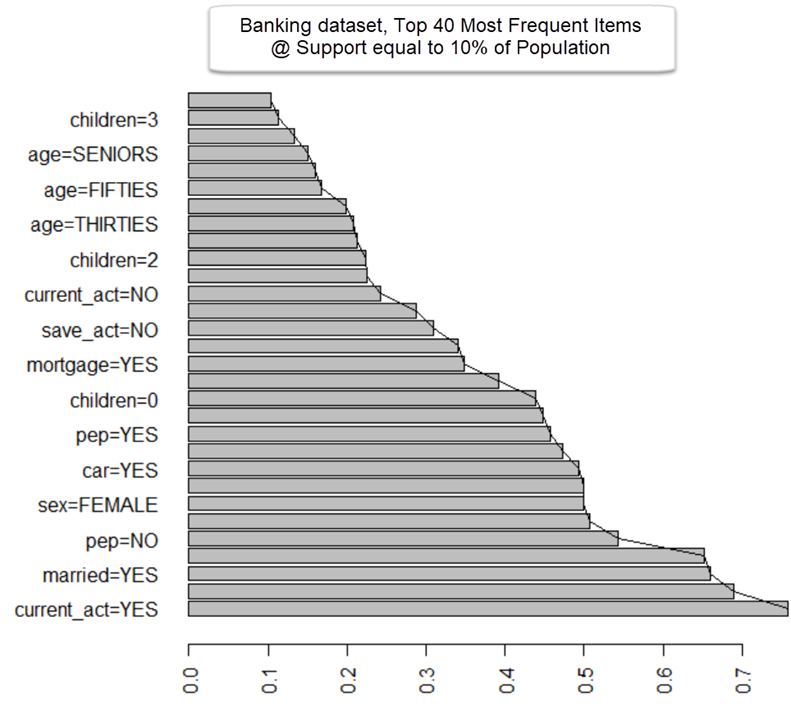 Banking dataset, Top 40 Most Frequent Items
@ Support equal to 10% of Population
children=3
age=SENIORS
age=FIFTIES
age=THIRTIES
children=2
current_act=NO
save_act=NO
mortgage=YES
children=0
pep=YES
car=YES
sex=FEMALE
pep=NO
married=YES
current_act=YES
0.0
0.1
0.2
0.3
0.4
0.5
0.6
0.7